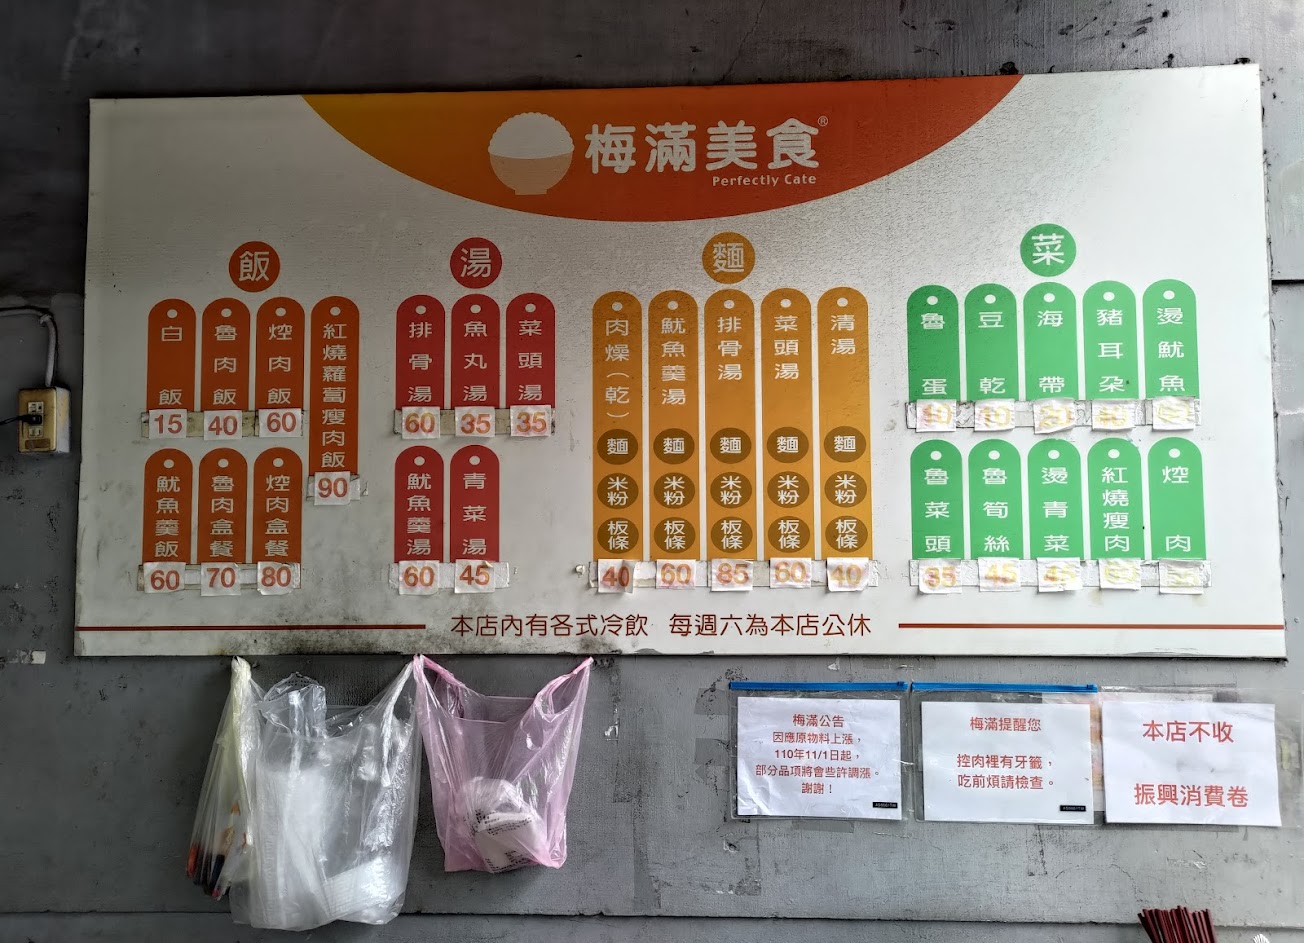 梅滿美食®
Perfectly Cate
飯
白飯
15
魯肉飯
40
焢肉飯
60
紅燒蘿蔔瘦肉飯
90
魷魚羹飯
60
魯肉盒餐
70
焢肉盒餐
80
湯
排骨湯
60
魚丸湯
35
菜頭湯
35
魷魚羹湯
60
青菜湯
45
麵
肉燥(乾)
麵
米粉
板條
40
魷魚羹湯
麵
米粉
板條
60
排骨湯
麵
米粉
板條
85
菜頭湯
麵
米粉
板條
60
清湯
麵
米粉
板條
40
菜
魯蛋
豆乾
海帶
豬耳朵
燙魷魚
魯菜頭
35
魯筍絲
45
燙青菜
45
紅燒瘦肉
焢肉
本店內有各式冷飲 每週六為本店公休
梅滿公告
因應原物料上漲，
110年11/1日起，
部分品項將會些許調漲。
謝謝！
梅滿提醒您
焢肉裡有牙籤，
吃前煩請檢查。
本店不收
振興消費卷